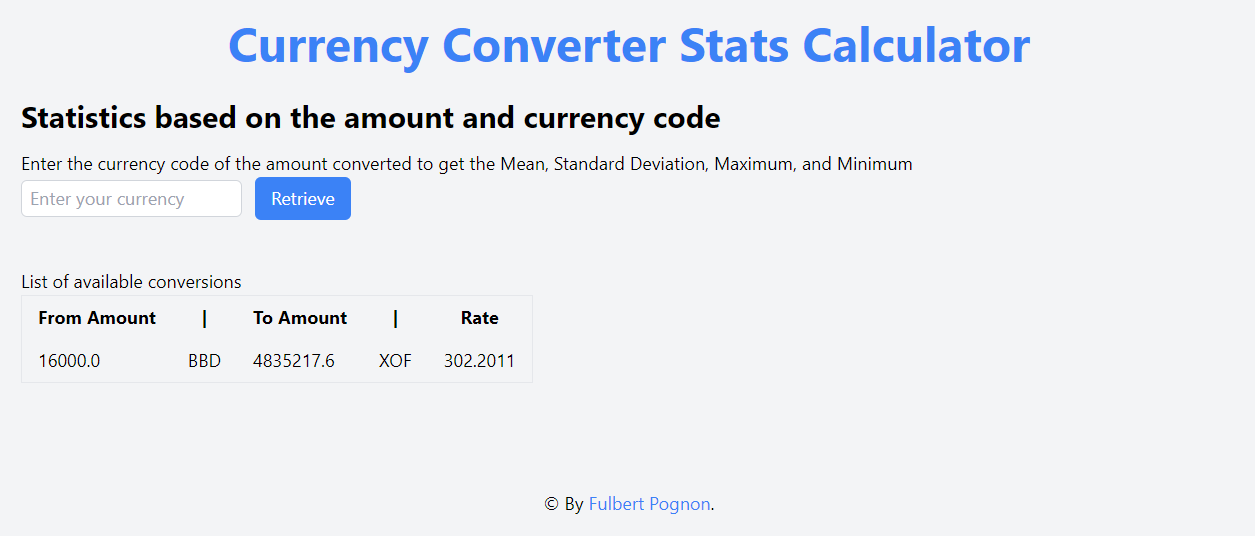 Currency Converter Stats Calculator
Statistics based on the amount and currency code
Enter the currency code of the amount converted to get the Mean, Standard Deviation, Maximum, and Minimum
Enter your currency Retrieve
List of available conversions
From Amount | To Amount | Rate
16000.0 BBD 4835217.6 XOF 302.2011
© By Fulbert Pognon.